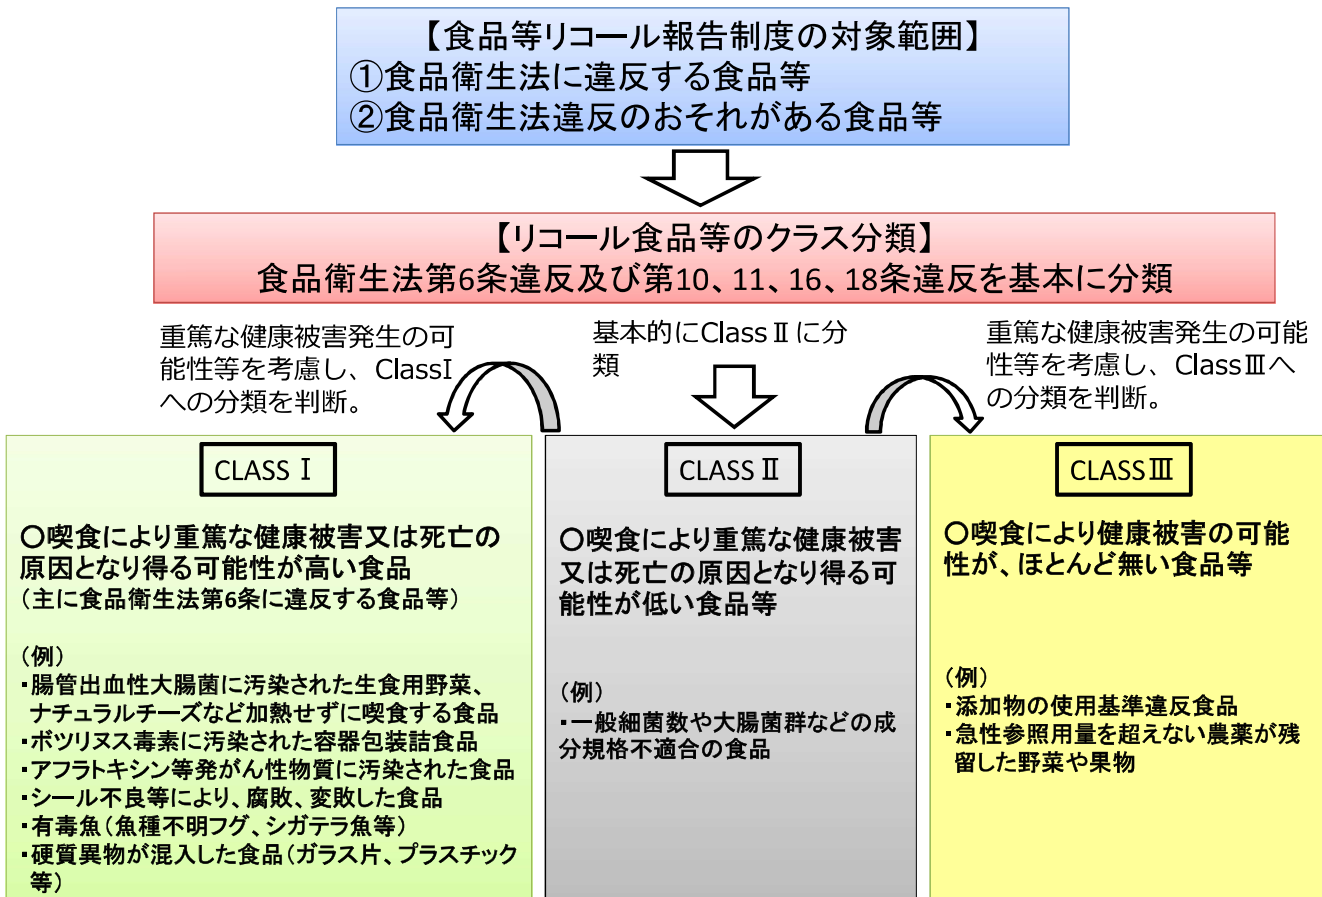 【食品等リコール報告制度の対象範囲】
①食品衛生法に違反する食品等
②食品衛生法違反のおそれがある食品等
【リコール食品等のクラス分類】
食品衛生法第6条違反及び第10、11、16、18条違反を基本に分類
重篤な健康被害発生の可
能性等を考慮し、ClassⅠ
への分類を判断。
基本的にClassⅡに分
類
重篤な健康被害発生の可能
性等を考慮し、ClassⅢへ
の分類を判断。
CLASS Ⅰ
○喫食により重篤な健康被害又は死亡の
原因となり得る可能性が高い食品
（主に食品衛生法第6条に違反する食品等）
（例）
・腸管出血性大腸菌に汚染された生食用野菜、
ナチュラルチーズなど加熱せずに喫食する食品
・ボツリヌス毒素に汚染された容器包装詰食品
・アフラトキシン等発がん性物質に汚染された食品
・シール不良等により、腐敗、変敗した食品
・有毒魚（魚種不明フグ、シガテラ魚等）
・硬質異物が混入した食品（ガラス片、プラスチック
等）
CLASS Ⅱ
○喫食により重篤な健康被害
又は死亡の原因となり得る可
能性が低い食品等
（例）
・一般細菌数や大腸菌群などの成
分規格不適合の食品
CLASSⅢ
○喫食により健康被害の可能
性が、ほとんど無い食品等
（例）
・添加物の使用基準違反食品
・急性参照用量を超えない農薬が残
留した野菜や果物